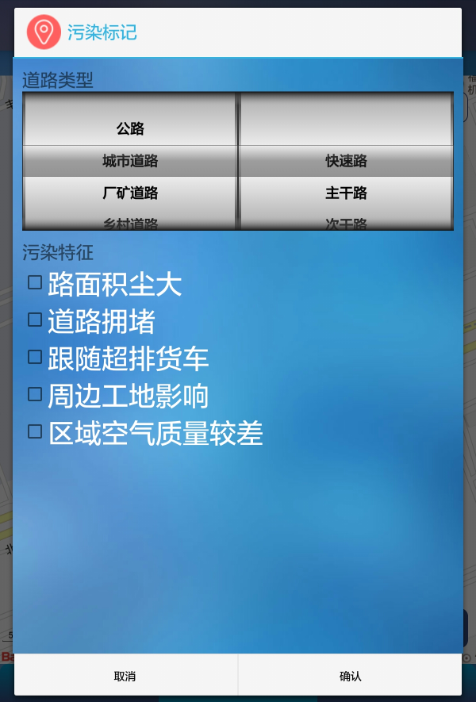 污染标记
道路类型
公路
城市道路 快速路
厂矿道路 主干路
乡村道路 次干路
污染特征
路面积尘大
道路拥堵
跟随超排货车
周边工地影响
区域空气质量较差
取消 确认